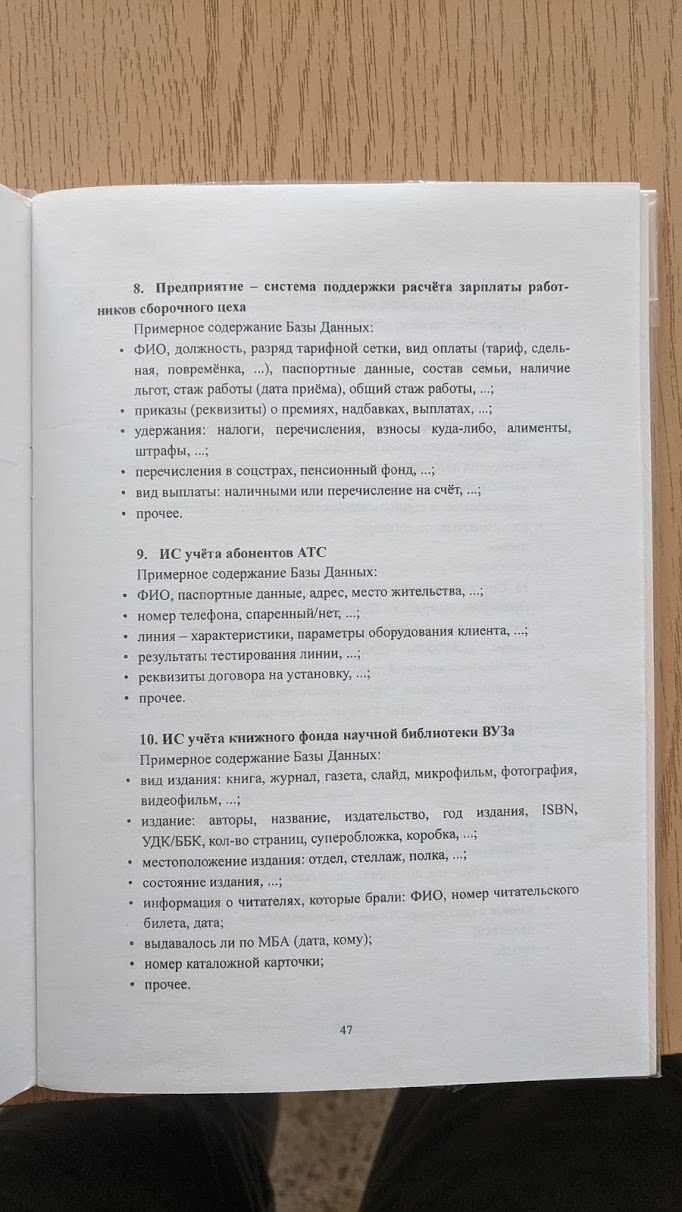 8. Предприятие – система поддержки расчёта зарплаты работ-
ников сборочного цеха
Примерное содержание Базы Данных:
• ФИО, должность, разряд тарифной сетки, вид оплаты (тариф, сдель-
ная, повремёнка, ...), паспортные данные, состав семьи, наличие
льгот, стаж работы (дата приёма), общий стаж работы, ...;
• приказы (реквизиты) о премиях, надбавках, выплатах, ...;
• удержания: налоги, перечисления, взносы куда-либо, алименты,
штрафы, ...;
• перечисления в соцстрах, пенсионный фонд, ...;
• вид выплаты: наличными или перечисление на счёт, ...;
• прочее.
9. ИС учёта абонентов АТС
Примерное содержание Базы Данных:
• ФИО, паспортные данные, адрес, место жительства, ...;
• номер телефона, спаренный/нет, ...;
• линия – характеристики, параметры оборудования клиента, ...;
• результаты тестирования линии, ...;
• реквизиты договора на установку, ...;
• прочее.
10. ИС учёта книжного фонда научной библиотеки ВУЗа
Примерное содержание Базы Данных:
• вид издания: книга, журнал, газета, слайд, микрофильм, фотография,
видеофильм, ...;
• издание: авторы, название, издательство, год издания, ISBN,
УДК/ББК, кол-во страниц, суперобложка, коробка, ...;
• местоположение издания: отдел, стеллаж, полка, ...;
• состояние издания, ...;
• информация о читателях, которые брали: ФИО, номер читательского
билета, дата;
• выдавалось ли по МБА (дата, кому);
• номер каталожной карточки;
• прочее.
47